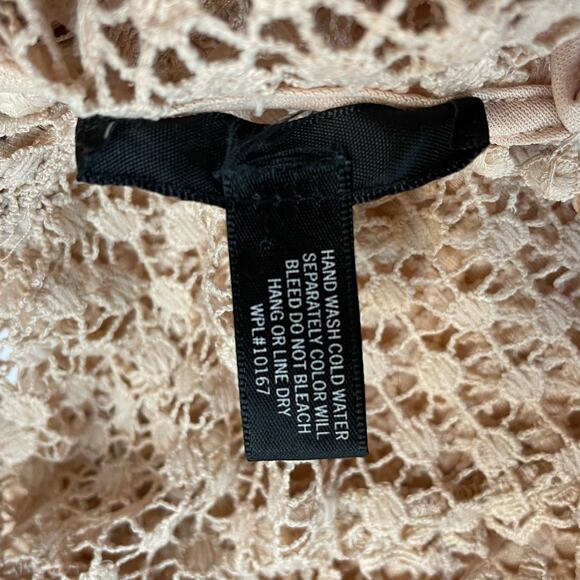 HAND WASH COLD WATER
SEPARATELY COLOR WILL
BLEED DO NOT BLEACH
HANG OR LINE DRY
WPL#10167